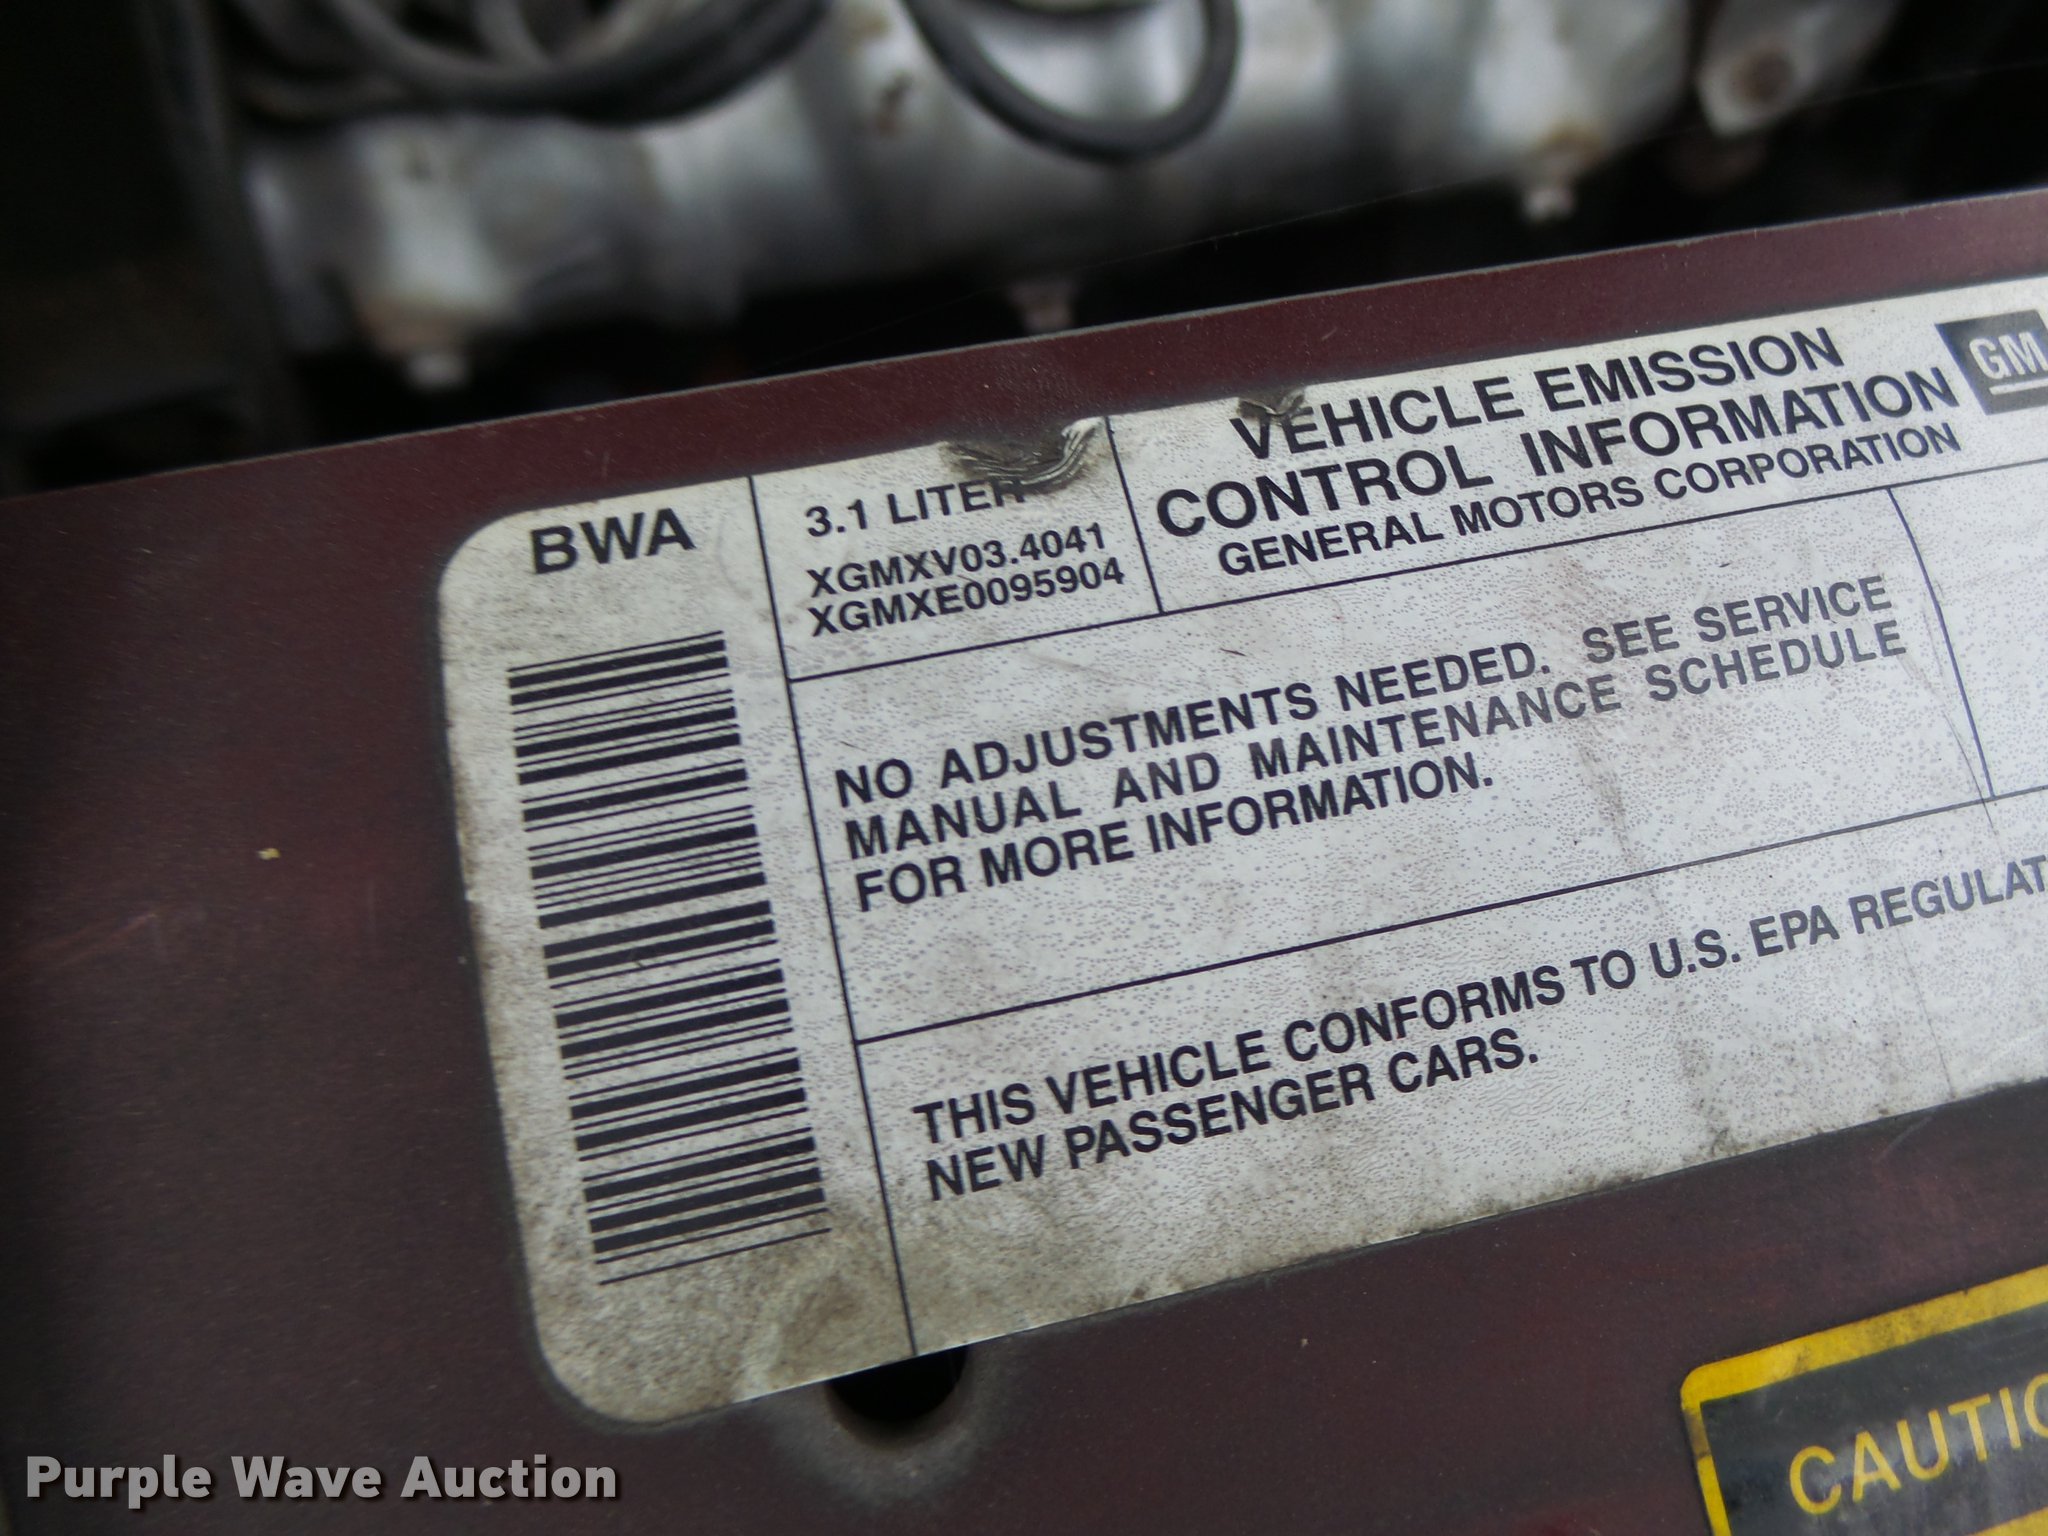 BWA
3.1 LITER
XGMXV03.4041
XGMXE0095904
VEHICLE EMISSION
CONTROL INFORMATION
GENERAL MOTORS CORPORATION
GM
NO ADJUSTMENTS NEEDED. SEE SERVICE
MANUAL AND MAINTENANCE SCHEDULE
FOR MORE INFORMATION.
THIS VEHICLE CONFORMS TO U.S. EPA REGULAT
NEW PASSENGER CARS.
CAUTIO
Purple Wave Auction